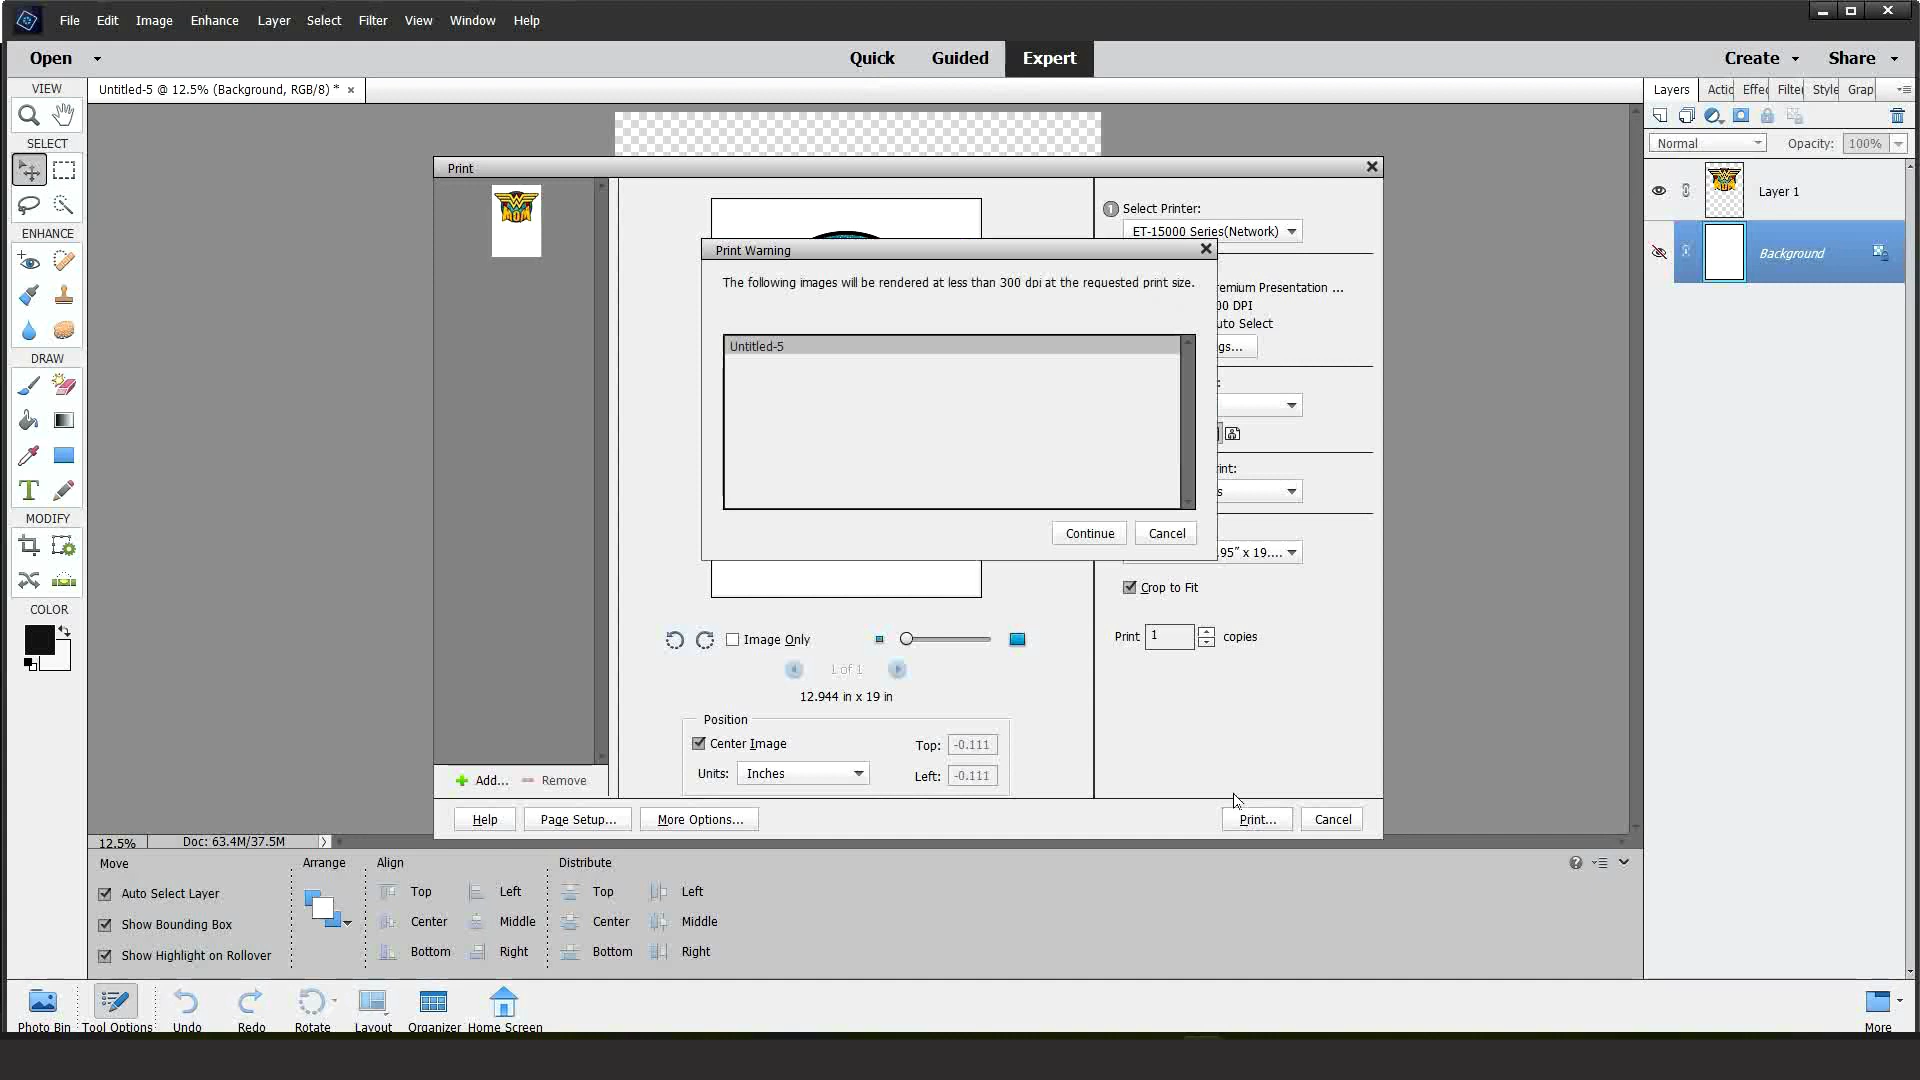 File Edit Image Enhance Layer Select Filter View Window Help
Open Quick Guided Expert Create Share
VIEW
Untitled-5 @ 12.5% (Background, RGB/8) * ×
Layers Actic Effec Filter Style Grap
SELECT
Normal Opacity: 100%
Layer 1
Background
ENHANCE
DRAW
MODIFY
COLOR
Print
W MOM
1 Select Printer:
ET-15000 Series(Network)
Print Warning
The following images will be rendered at less than 300 dpi at the requested print size.
Untitled-5
Continue Cancel
remium Presentation ...
00 DPI
uto Select
gs...
:
rint:
s
.95" x 19....
Crop to Fit
Print 1 copies
Image Only
1 of 1
12.944 in x 19 in
Position
Center Image Top: -0.111
Units: Inches Left: -0.111
Add... Remove
Help Page Setup... More Options... Print... Cancel
12.5% Doc: 63.4M/37.5M
Move Arrange Align Distribute
Auto Select Layer Top Left Top Left
Show Bounding Box Center Middle Center Middle
Show Highlight on Rollover Bottom Right Bottom Right
Photo Bin Tool Options Undo Redo Rotate Layout Organizer Home Screen More